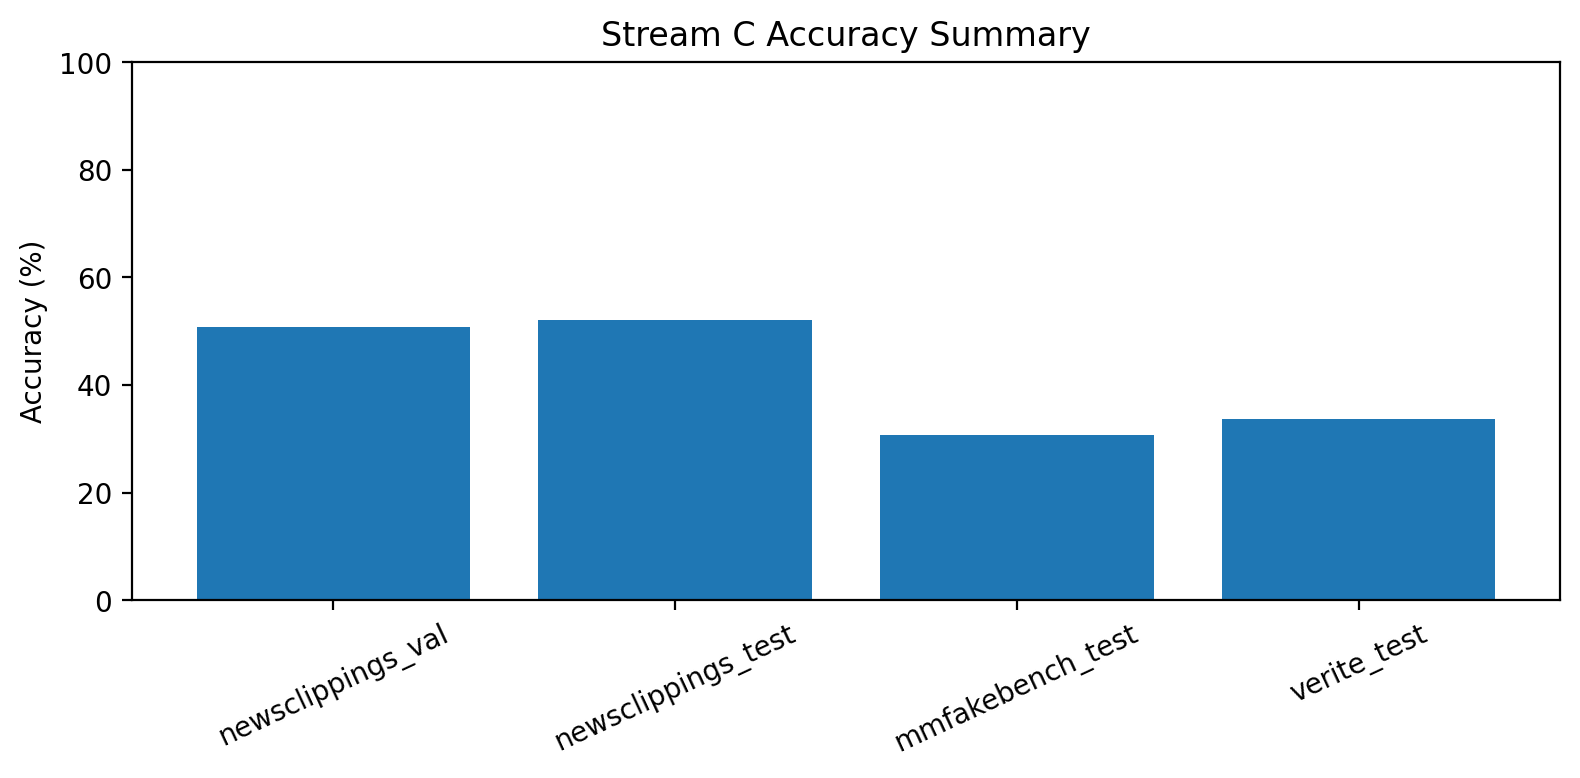 Stream C Accuracy Summary
Accuracy (%)
100
80
60
40
20
0
newsclippings_val
newsclippings_test
mmfakebench_test
verite_test